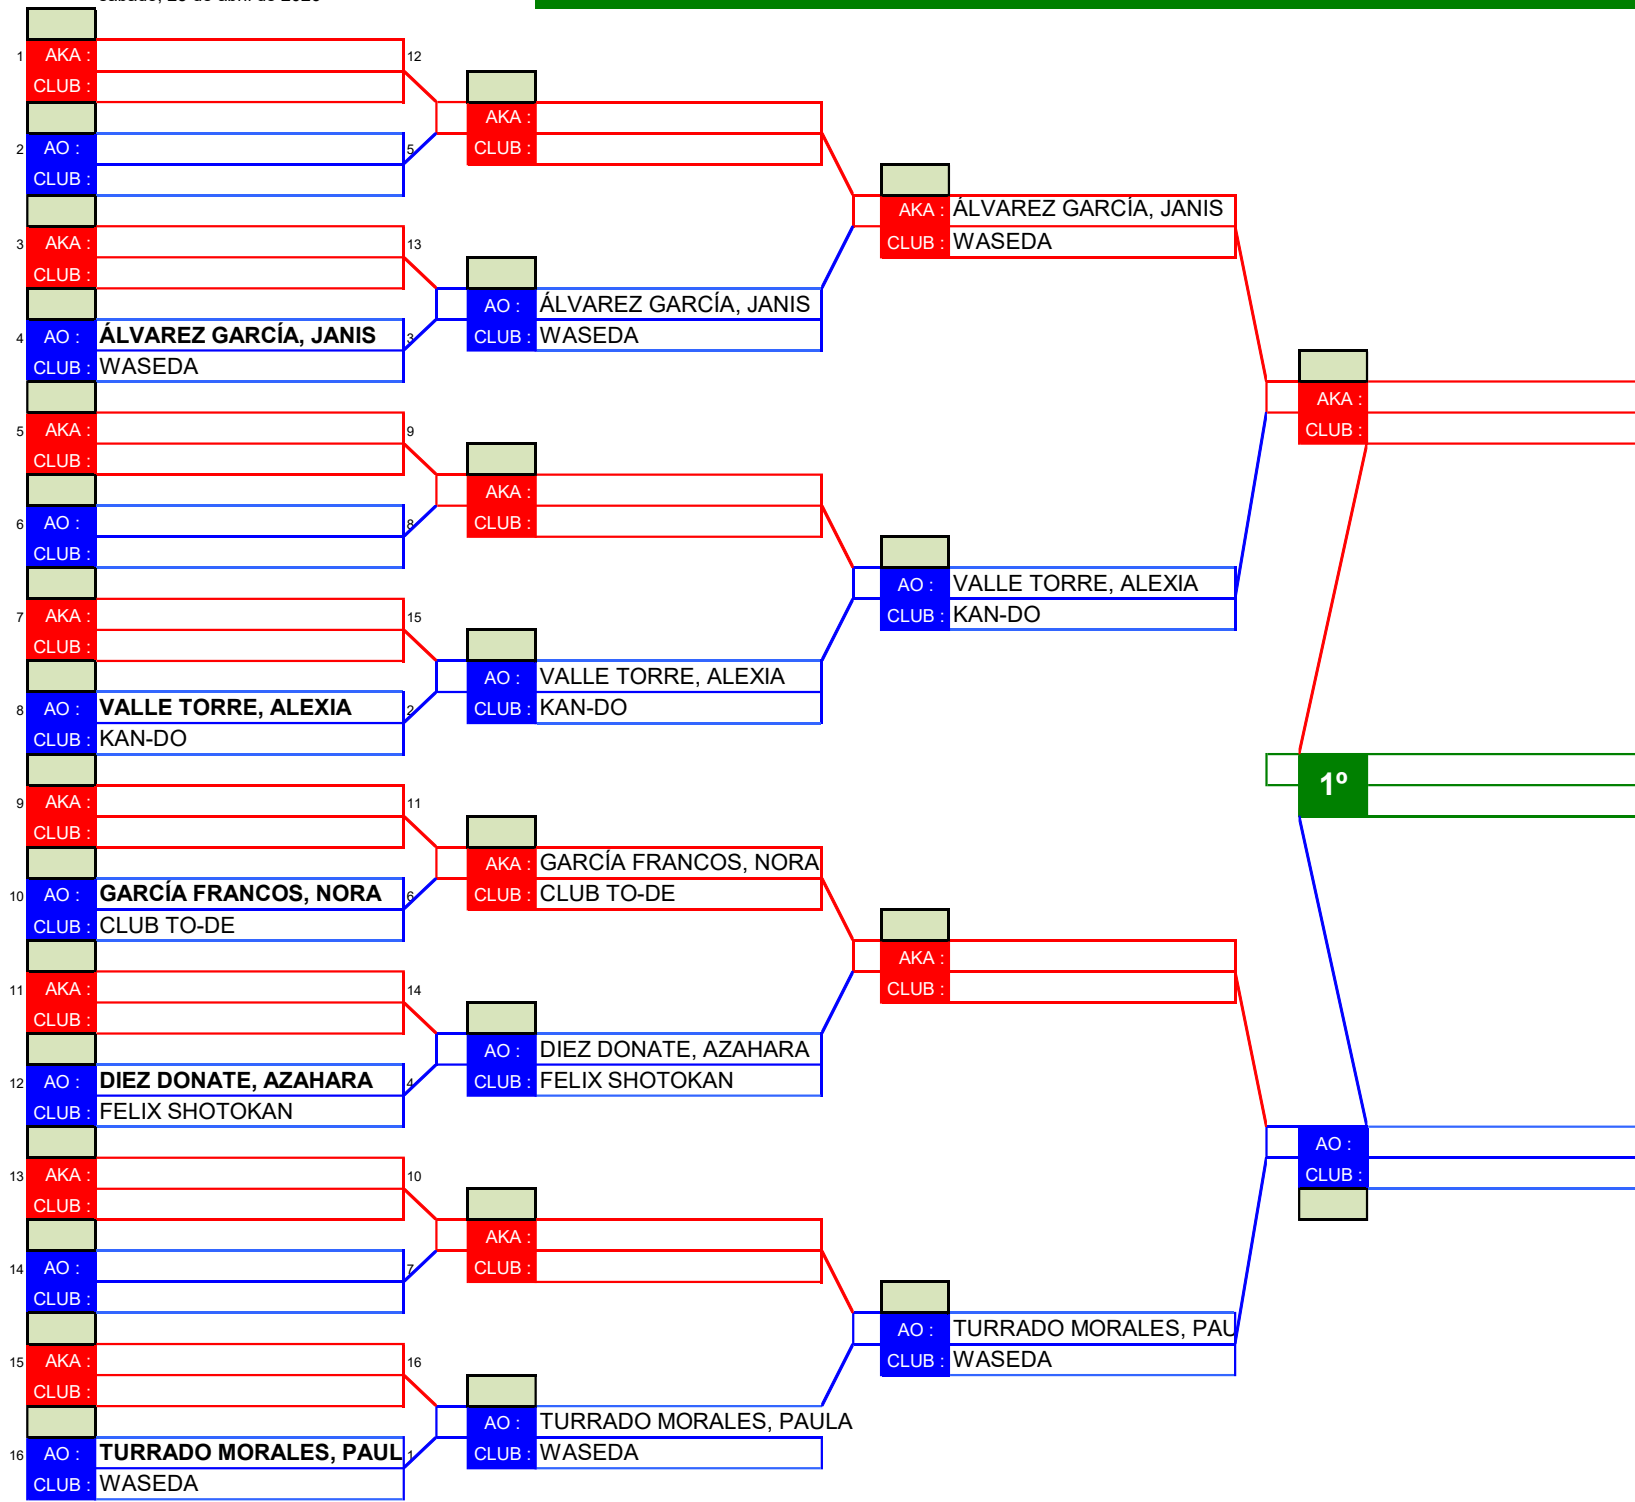 1 AKA : 12
CLUB :
AKA :
2 AO : 5 CLUB :
CLUB :
AKA : ÁLVAREZ GARCÍA, JANIS
3 AKA : 13 CLUB : WASEDA
CLUB :
AO : ÁLVAREZ GARCÍA, JANIS
4 AO : ÁLVAREZ GARCÍA, JANIS 3 CLUB : WASEDA
CLUB : WASEDA
AKA :
5 AKA : 9 CLUB :
CLUB :
AKA :
6 AO : 8 CLUB :
CLUB :
AO : VALLE TORRE, ALEXIA
7 AKA : 15 CLUB : KAN-DO
CLUB :
AO : VALLE TORRE, ALEXIA
8 AO : VALLE TORRE, ALEXIA 2 CLUB : KAN-DO
CLUB : KAN-DO
1º
9 AKA : 11
CLUB :
AKA : GARCÍA FRANCOS, NORA
10 AO : GARCÍA FRANCOS, NORA 6 CLUB : CLUB TO-DE
CLUB : CLUB TO-DE
AKA :
11 AKA : 14 CLUB :
CLUB :
AO : DIEZ DONATE, AZAHARA
12 AO : DIEZ DONATE, AZAHARA 4 CLUB : FELIX SHOTOKAN
CLUB : FELIX SHOTOKAN
AO :
13 AKA : 10 CLUB :
CLUB :
AKA :
14 AO : 7 CLUB :
CLUB :
AO : TURRADO MORALES, PAU
15 AKA : 16 CLUB : WASEDA
CLUB :
AO : TURRADO MORALES, PAULA
16 AO : TURRADO MORALES, PAUL 1 CLUB : WASEDA
CLUB : WASEDA